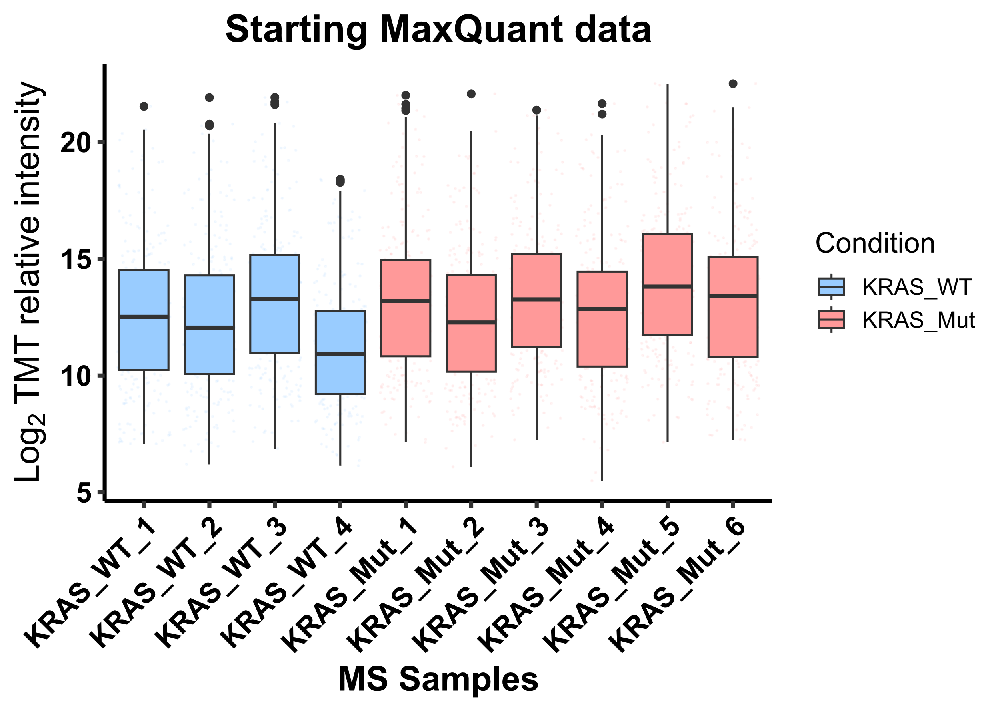 Starting MaxQuant data
Log2 TMT relative intensity
20
15
10
5
KRAS_WT_1
KRAS_WT_2
KRAS_WT_3
KRAS_WT_4
KRAS_Mut_1
KRAS_Mut_2
KRAS_Mut_3
KRAS_Mut_4
KRAS_Mut_5
KRAS_Mut_6
MS Samples
Condition
KRAS_WT
KRAS_Mut